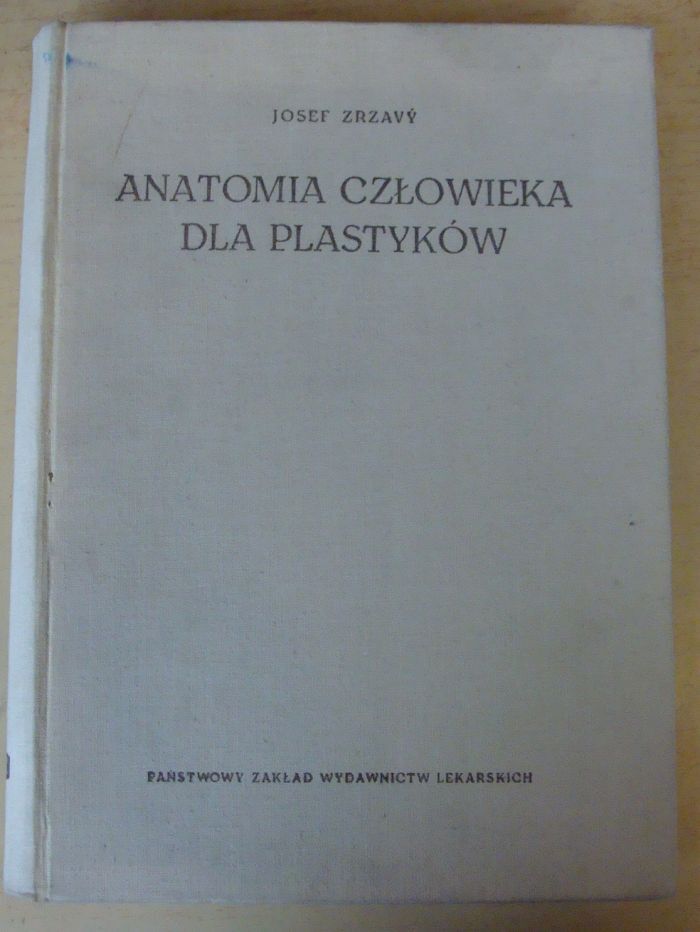 JOSEF ZRZAVÝ
ANATOMIA CZŁOWIEKA
DLA PLASTYKÓW
PAŃSTWOWY ZAKŁAD WYDAWNICTW LEKARSKICH